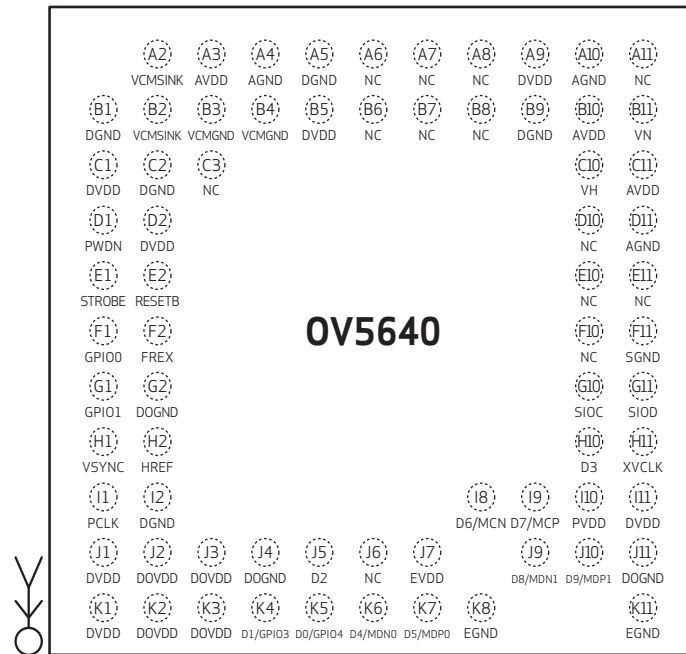 A2 A3 A4 A5 A6 A7 A8 A9 A10 A11
VCMSINK AVDD AGND DGND NC NC NC DVDD AGND NC
B1 B2 B3 B4 B5 B6 B7 B8 B9 B10 B11
DGND VCMSINK VCMGND VCMGND DVDD NC NC NC DGND AVDD VN
C1 C2 C3 C10 C11
DVDD DGND NC VH AVDD
D1 D2 D10 D11
PWDN DVDD NC AGND
E1 E2 E10 E11
STROBE RESETB NC NC
OV5640
F1 F2 F10 F11
GPIO0 FREX NC SGND
G1 G2 G10 G11
GPIO1 DOGND SIOC SIOD
H1 H2 H10 H11
VSYNC HREF D3 XVCLK
I1 I2 I8 I9 I10 I11
PCLK DGND D6/MCN D7/MCP PVDD DVDD
J1 J2 J3 J4 J5 J6 J7 J9 J10 J11
DVDD DOVDD DOVDD DOGND D2 NC EVDD D8/MDN1 D9/MDP1 DOGND
K1 K2 K3 K4 K5 K6 K7 K8 K11
DVDD DOVDD DOVDD D1/GPIO3 D0/GPIO4 D4/MDN0 D5/MDP0 EGND EGND